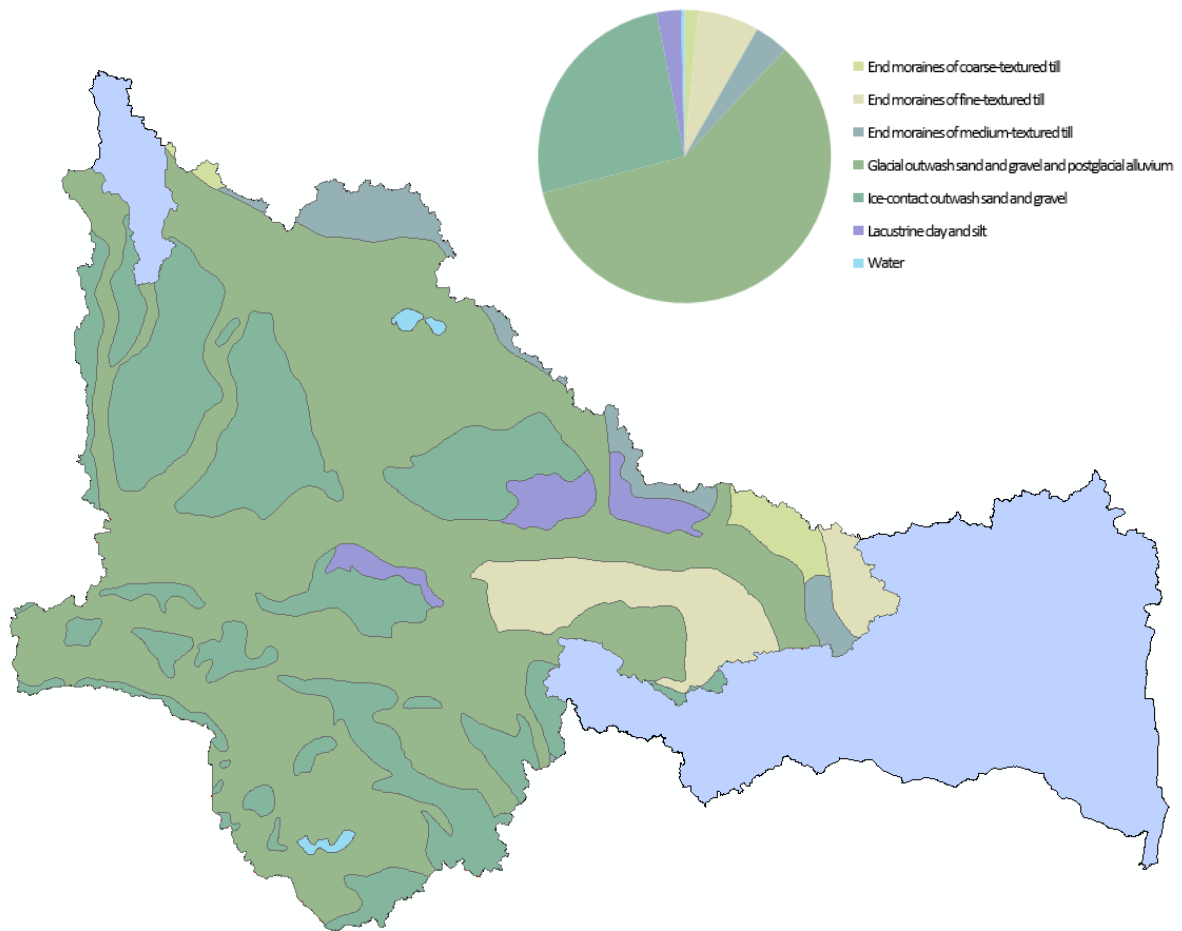 End moraines of coarse-textured till
End moraines of fine-textured till
End moraines of medium-textured till
Glacial outwash sand and gravel and postglacial alluvium
Ice-contact outwash sand and gravel
Lacustrine clay and silt
Water